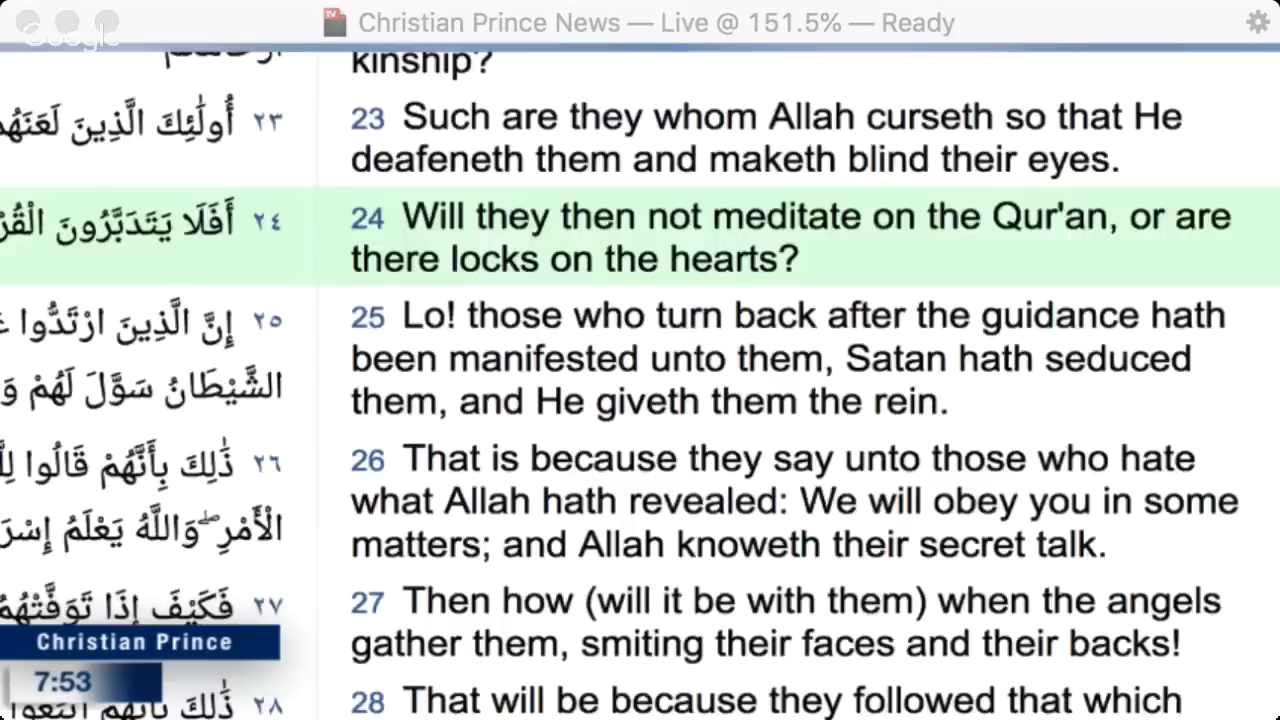 Google
Christian Prince News — Live @ 151.5% — Ready
kinship?
٢٣ أُولَٰئِكَ الَّذِينَ
23 Such are they whom Allah curseth so that He
deafeneth them and maketh blind their eyes.
٢٤ أَفَلَا يَتَدَبَّرُونَ
24 Will they then not meditate on the Qur'an, or are
there locks on the hearts?
٢٥ إِنَّ الَّذِينَ ارْتَدُّوا
الشَّيْطَانُ سَوَّلَ لَهُمْ
25 Lo! those who turn back after the guidance hath
been manifested unto them, Satan hath seduced
them, and He giveth them the rein.
٢٦ ذَٰلِكَ بِأَنَّهُمْ قَالُوا
الْأَمْرِ ۖ وَاللَّهُ يَعْلَمُ
26 That is because they say unto those who hate
what Allah hath revealed: We will obey you in some
matters; and Allah knoweth their secret talk.
٢٧ فَكَيْفَ إِذَا
27 Then how (will it be with them) when the angels
gather them, smiting their faces and their backs!
٢٨ ذَٰلِكَ بِأَنَّهُمُ
28 That will be because they followed that which
Christian Prince
7:53